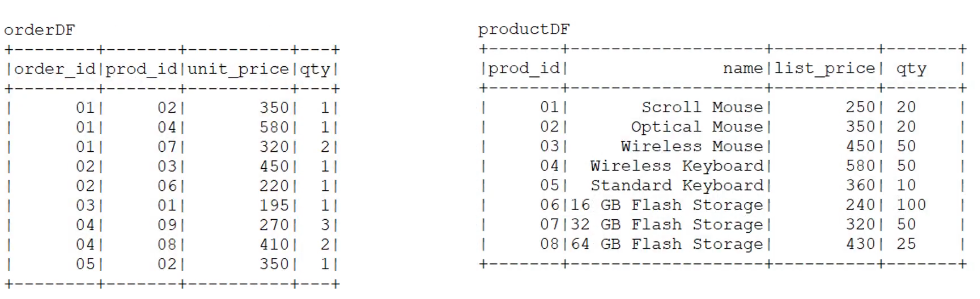 orderDF
+--------+-------+----------+---+
|order_id|prod_id|unit_price|qty|
+--------+-------+----------+---+
|      01|     02|       350|  1|
|      01|     04|       580|  1|
|      01|     07|       320|  2|
|      02|     03|       450|  1|
|      02|     06|       220|  1|
|      03|     01|       195|  1|
|      04|     09|       270|  3|
|      04|     08|       410|  2|
|      05|     02|       350|  1|
+--------+-------+----------+---+
productDF
+-------+-------------------+----------+-------+
|prod_id|               name|list_price| qty   |
+-------+-------------------+----------+-------+
|     01|       Scroll Mouse|       250| 20    |
|     02|      Optical Mouse|       350| 20    |
|     03|     Wireless Mouse|       450| 50    |
|     04|  Wireless Keyboard|       580| 50    |
|     05|  Standard Keyboard|       360| 10    |
|     06|16 GB Flash Storage|       240| 100   |
|     07|32 GB Flash Storage|       320| 50    |
|     08|64 GB Flash Storage|       430| 25    |
+-------+-------------------+----------+-------+